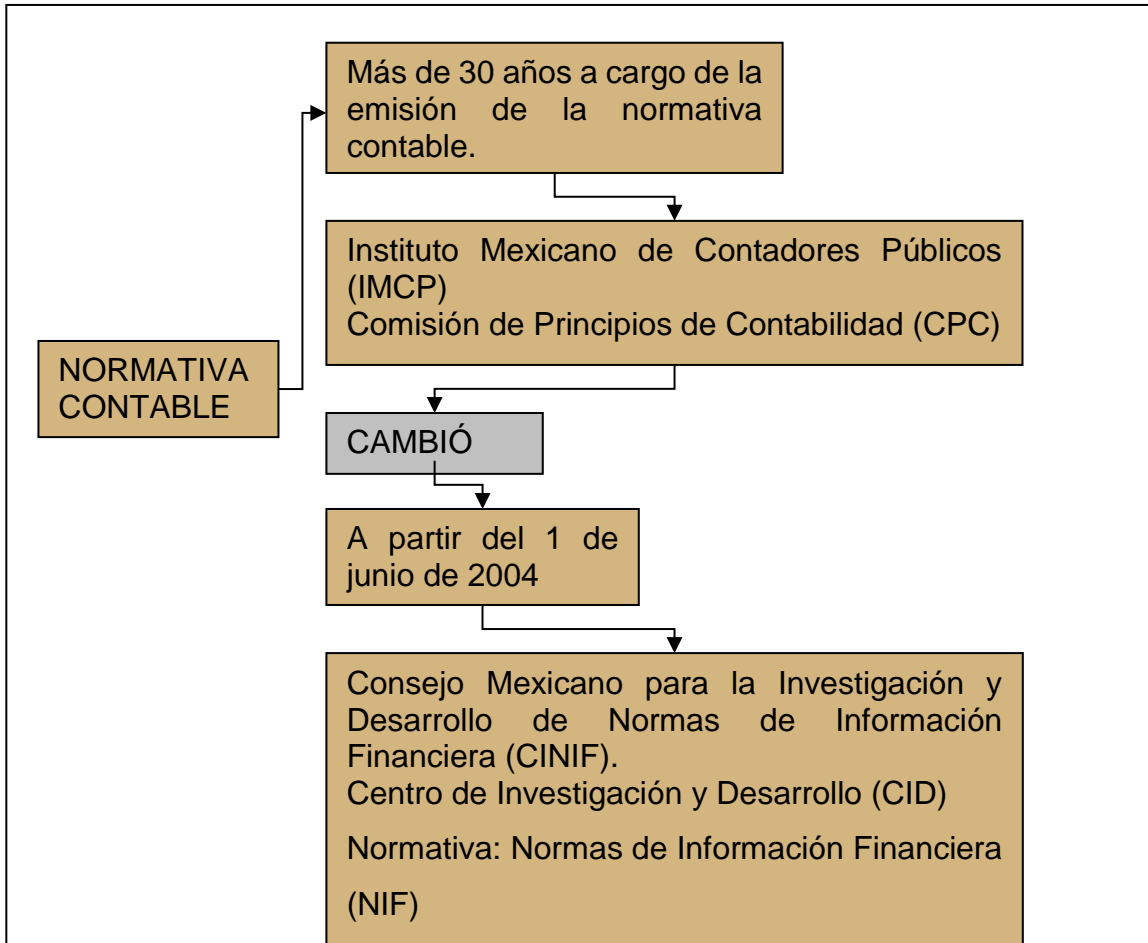 Más de 30 años a cargo de la
emisión de la normativa
contable.
Instituto Mexicano de Contadores Públicos
(IMCP)
Comisión de Principios de Contabilidad (CPC)
NORMATIVA
CONTABLE
CAMBIÓ
A partir del 1 de
junio de 2004
Consejo Mexicano para la Investigación y
Desarrollo de Normas de Información
Financiera (CINIF).
Centro de Investigación y Desarrollo (CID)
Normativa: Normas de Información Financiera
(NIF)